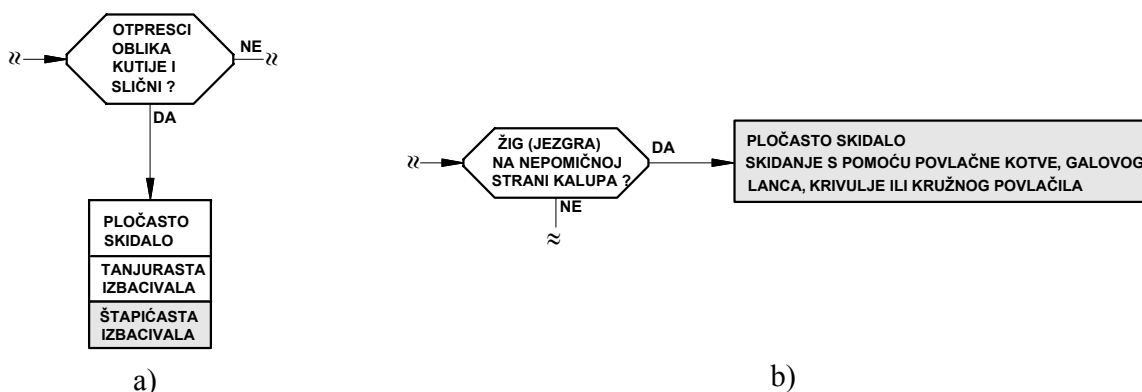 OTPRESCI
OBLIKA
KUTIJE I
SLIČNI ?
NE
DA
PLOČASTO
SKIDALO
TANJURASTA
IZBACIVALA
ŠTAPIĆASTA
IZBACIVALA
a)
ŽIG (JEZGRA)
NA NEPOMIČNOJ
STRANI KALUPA ?
DA
NE
PLOČASTO SKIDALO
SKIDANJE S POMOĆU POVLAČNE KOTVE, GALOVOG
LANCA, KRIVULJE ILI KRUŽNOG POVLAČILA
b)